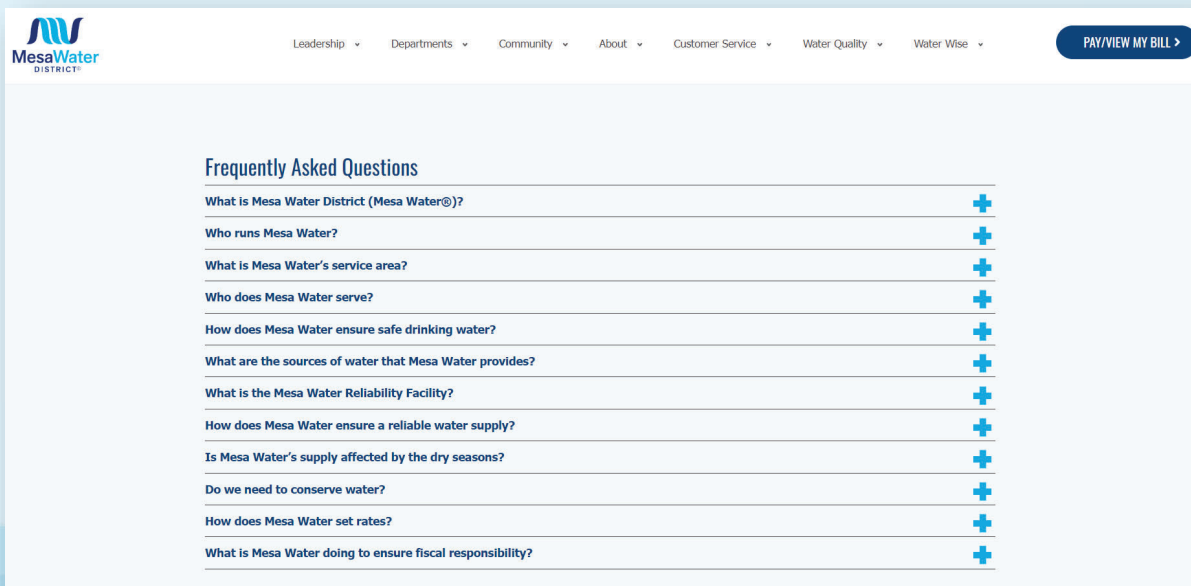 MesaWater
DISTRICT®
Leadership
Departments
Community
About
Customer Service
Water Quality
Water Wise
PAY/VIEW MY BILL >
Frequently Asked Questions
What is Mesa Water District (Mesa Water®)?
Who runs Mesa Water?
What is Mesa Water's service area?
Who does Mesa Water serve?
How does Mesa Water ensure safe drinking water?
What are the sources of water that Mesa Water provides?
What is the Mesa Water Reliability Facility?
How does Mesa Water ensure a reliable water supply?
Is Mesa Water's supply affected by the dry seasons?
Do we need to conserve water?
How does Mesa Water set rates?
What is Mesa Water doing to ensure fiscal responsibility?